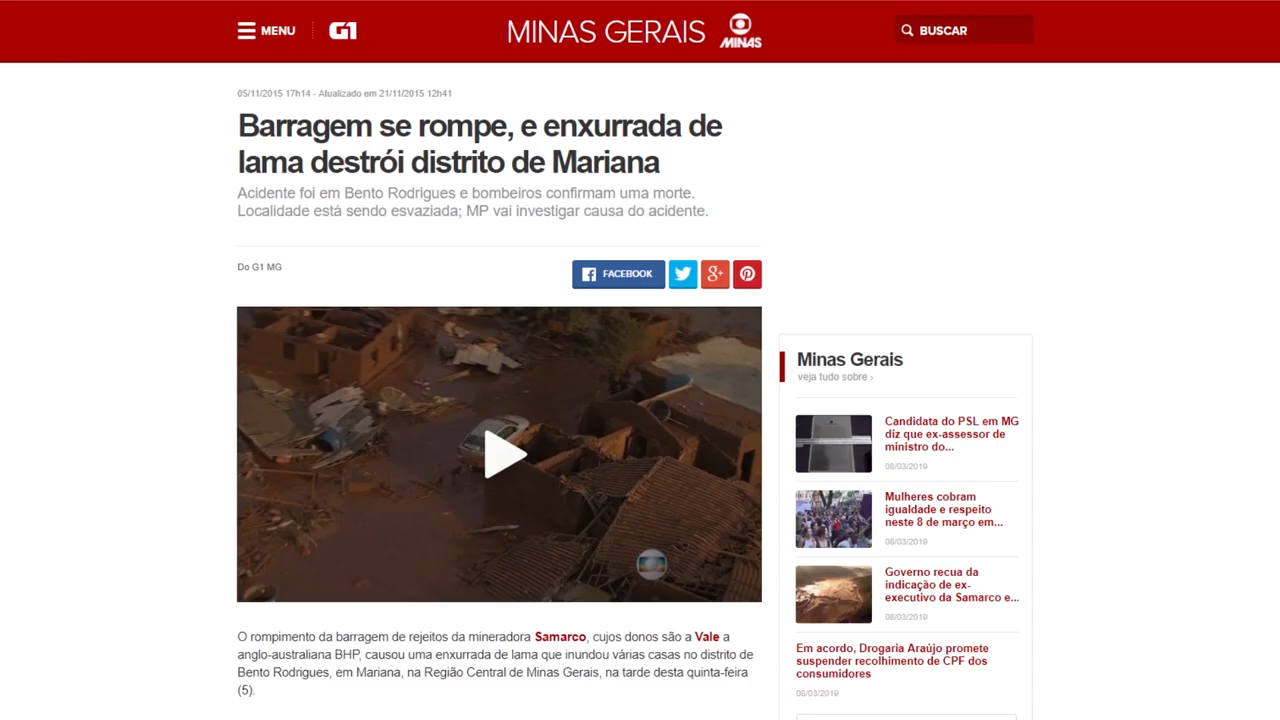 MENU
G1
MINAS GERAIS
MINAS
BUSCAR
05/11/2015 17h14 - Atualizado em 21/11/2015 12h41
Barragem se rompe, e enxurrada de
lama destrói distrito de Mariana
Acidente foi em Bento Rodrigues e bombeiros confirmam uma morte.
Localidade está sendo esvaziada; MP vai investigar causa do acidente.
Do G1 MG
FACEBOOK
g+
O rompimento da barragem de rejeitos da mineradora Samarco, cujos donos são a Vale a
anglo-australiana BHP, causou uma enxurrada de lama que inundou várias casas no distrito de
Bento Rodrigues, em Mariana, na Região Central de Minas Gerais, na tarde desta quinta-feira
(5).
Minas Gerais
veja tudo sobre ›
Candidata do PSL em MG
diz que ex-assessor de
ministro do...
08/03/2019
Mulheres cobram
igualdade e respeito
neste 8 de março em...
08/03/2019
Governo recua da
indicação de ex-
executivo da Samarco e...
08/03/2019
Em acordo, Drogaria Araújo promete
suspender recolhimento de CPF dos
consumidores
08/03/2019